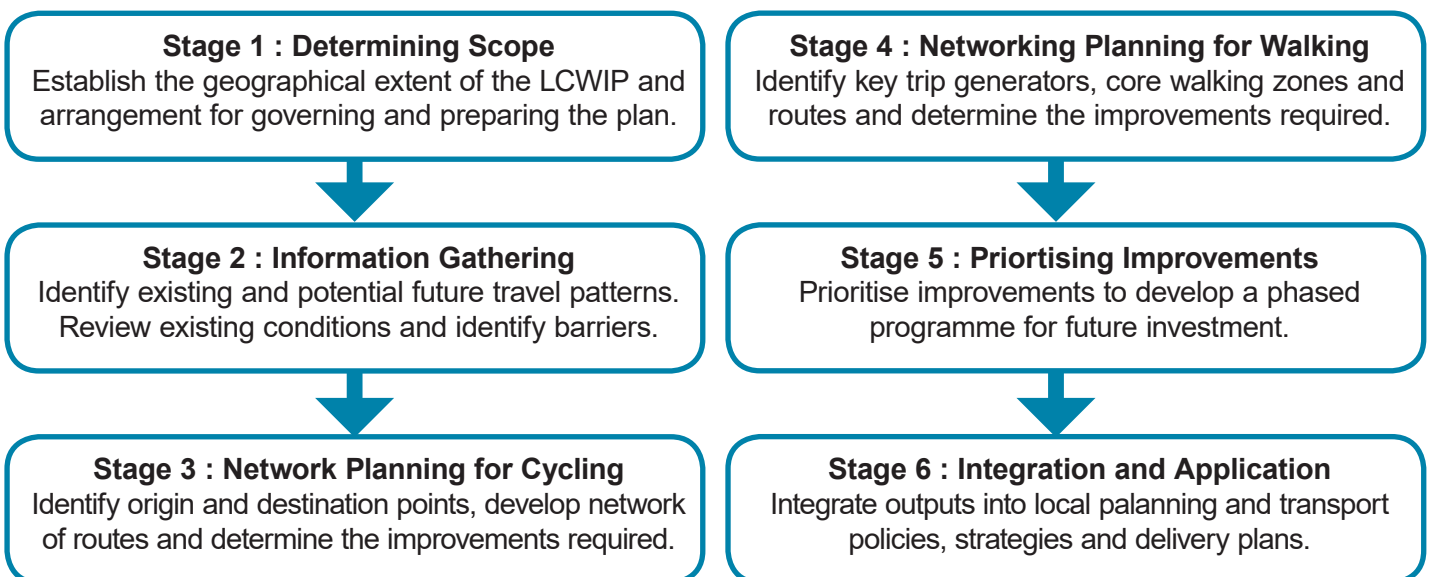 Stage 1 : Determining Scope
Establish the geographical extent of the LCWIP and
arrangement for governing and preparing the plan.
Stage 2 : Information Gathering
Identify existing and potential future travel patterns.
Review existing conditions and identify barriers.
Stage 3 : Network Planning for Cycling
Identify origin and destination points, develop network
of routes and determine the improvements required.
Stage 4 : Networking Planning for Walking
Identify key trip generators, core walking zones and
routes and determine the improvements required.
Stage 5 : Priortising Improvements
Prioritise improvements to develop a phased
programme for future investment.
Stage 6 : Integration and Application
Integrate outputs into local palanning and transport
policies, strategies and delivery plans.